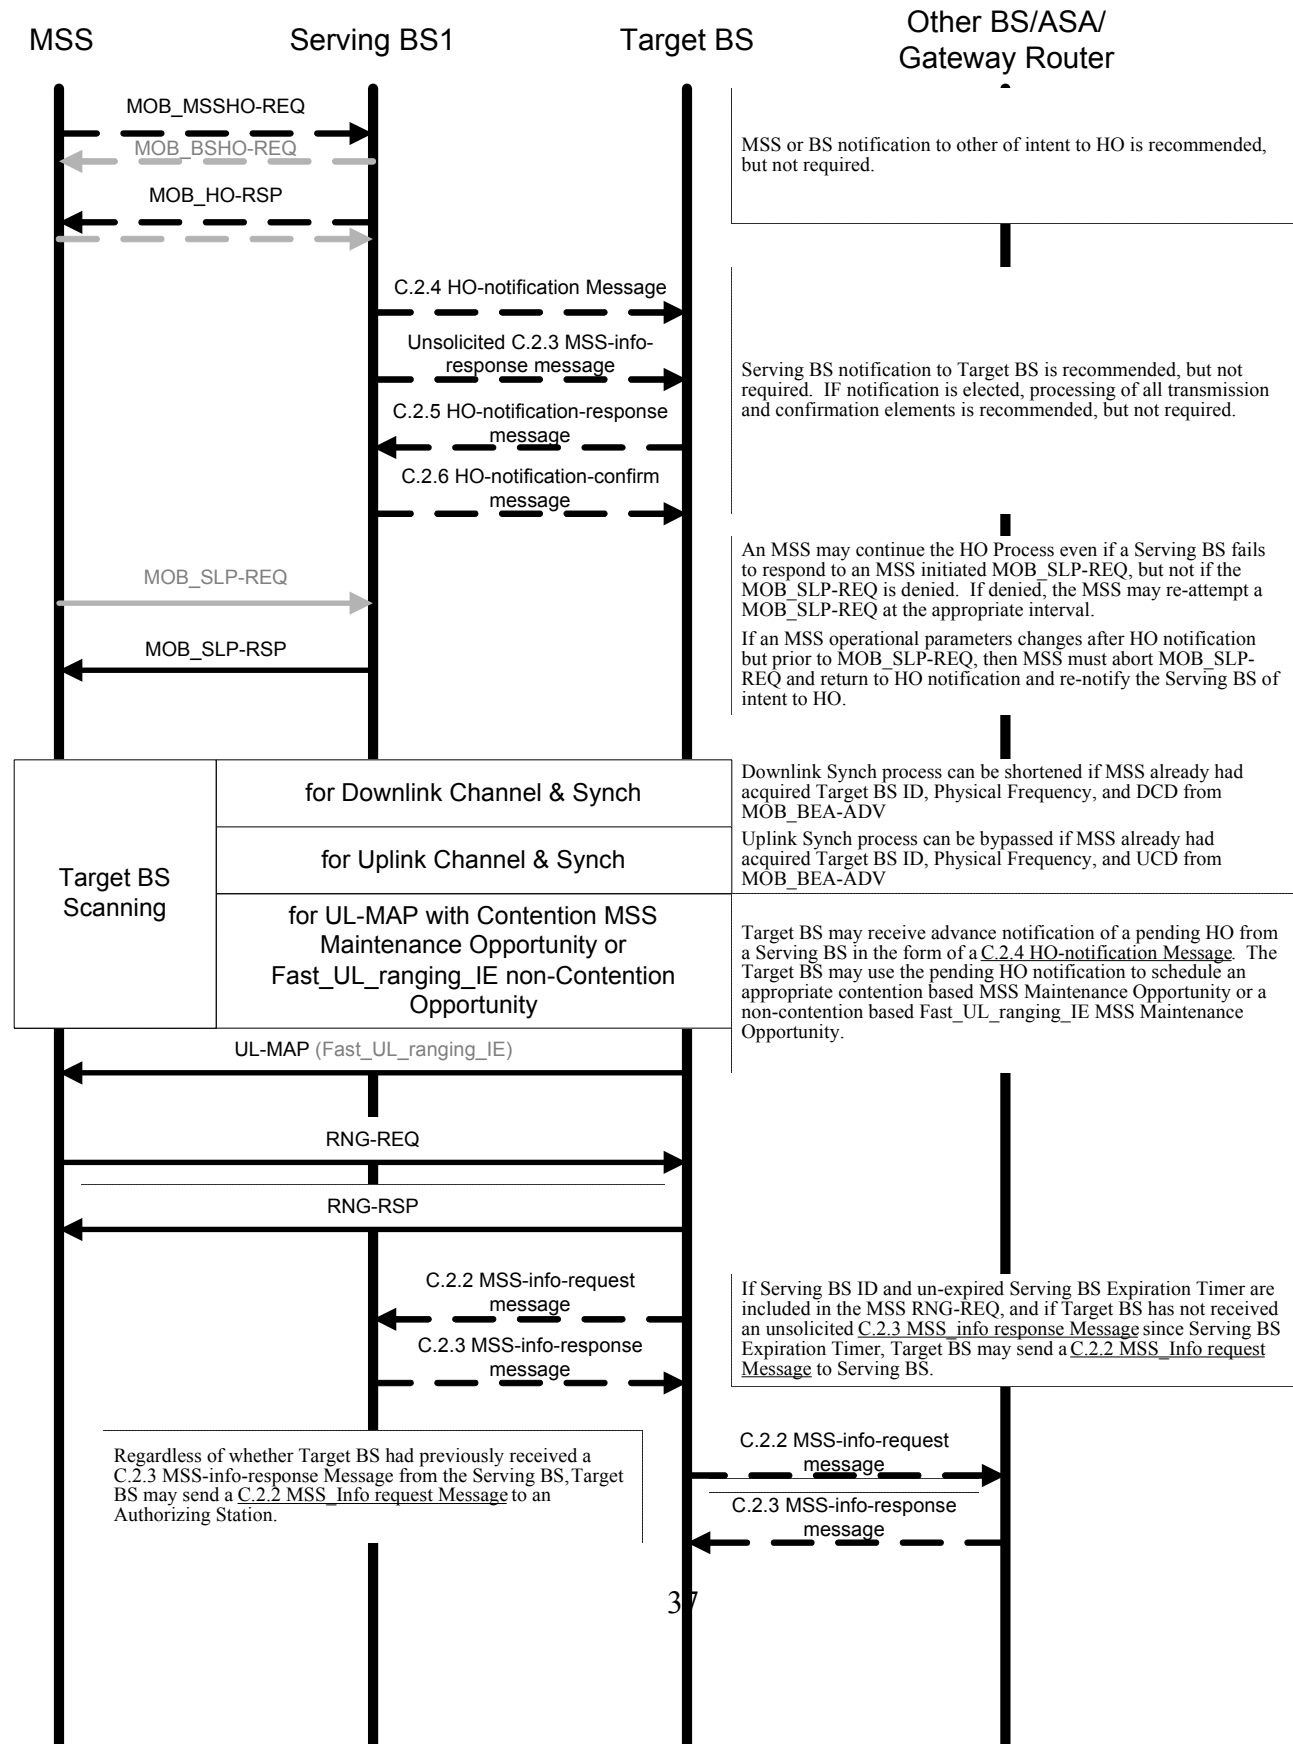 MSS
Serving BS1
Target BS
Other BS/ASA/
Gateway Router
MOB_MSSHO-REQ
MOB_BSHO-REQ
MOB_HO-RSP
MSS or BS notification to other of intent to HO is recommended,
but not required.
C.2.4 HO-notification Message
Unsolicited C.2.3 MSS-info-
response message
C.2.5 HO-notification-response
message
C.2.6 HO-notification-confirm
message
Serving BS notification to Target BS is recommended, but not
required.  IF notification is elected, processing of all transmission
and confirmation elements is recommended, but not required.
MOB_SLP-REQ
MOB_SLP-RSP
An MSS may continue the HO Process even if a Serving BS fails
to respond to an MSS initiated MOB_SLP-REQ, but not if the
MOB_SLP-REQ is denied.  If denied, the MSS may re-attempt a
MOB_SLP-REQ at the appropriate interval.
If an MSS operational parameters changes after HO notification
but prior to MOB_SLP-REQ, then MSS must abort MOB_SLP-
REQ and return to HO notification and re-notify the Serving BS of
intent to HO.
Target BS
Scanning
for Downlink Channel & Synch
for Uplink Channel & Synch
for UL-MAP with Contention MSS
Maintenance Opportunity or
Fast_UL_ranging_IE non-Contention
Opportunity
Downlink Synch process can be shortened if MSS already had
acquired Target BS ID, Physical Frequency, and DCD from
MOB_BEA-ADV
Uplink Synch process can be bypassed if MSS already had
acquired Target BS ID, Physical Frequency, and UCD from
MOB_BEA-ADV
Target BS may receive advance notification of a pending HO from
a Serving BS in the form of a C.2.4 HO-notification Message.  The
Target BS may use the pending HO notification to schedule an
appropriate contention based MSS Maintenance Opportunity or a
non-contention based Fast_UL_ranging_IE MSS Maintenance
Opportunity.
UL-MAP (Fast_UL_ranging_IE)
RNG-REQ
RNG-RSP
C.2.2 MSS-info-request
message
C.2.3 MSS-info-response
message
If Serving BS ID and un-expired Serving BS Expiration Timer are
included in the MSS RNG-REQ, and if Target BS has not received
an unsolicited C.2.3 MSS_info response Message since Serving BS
Expiration Timer, Target BS may send a C.2.2 MSS_Info request
Message to Serving BS.
Regardless of whether Target BS had previously received a
C.2.3 MSS-info-response Message from the Serving BS, Target
BS may send a C.2.2 MSS_Info request Message to an
Authorizing Station.
C.2.2 MSS-info-request
message
C.2.3 MSS-info-response
message
37